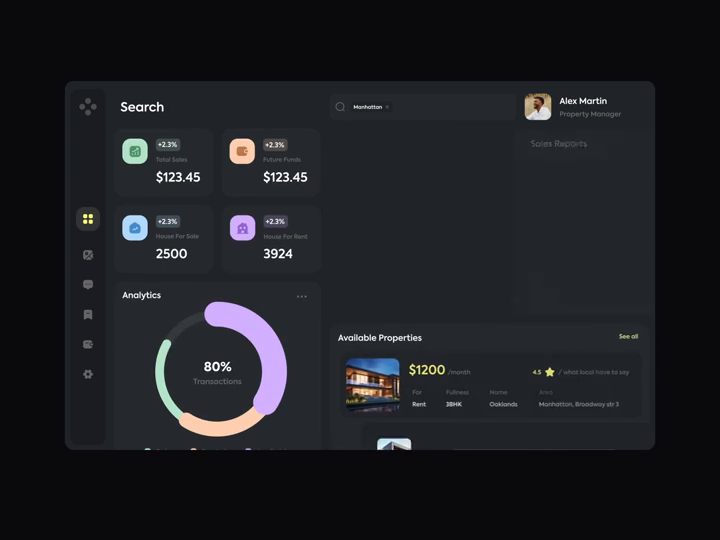 Search
Manhattan ×
Alex Martin
Property Manager
+2.3%
Total Sales
$123.45
+2.3%
Future Funds
$123.45
Sales Reports
+2.3%
House For Sale
2500
+2.3%
House For Rent
3924
Analytics
80%
Transactions
Available Properties
See all
$1200 /month
4.5 / what local have to say
For
Fullness
Name
Area
Rent
3BHK
Oaklands
Manhattan, Broadway str 3